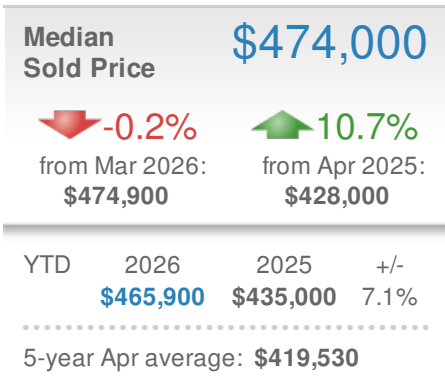 Median $474,000
Sold Price
-0.2% 10.7%
from Mar 2026: from Apr 2025:
$474,900 $428,000
YTD 2026 2025 +/-
$465,900 $435,000 7.1%
5-year Apr average: $419,530